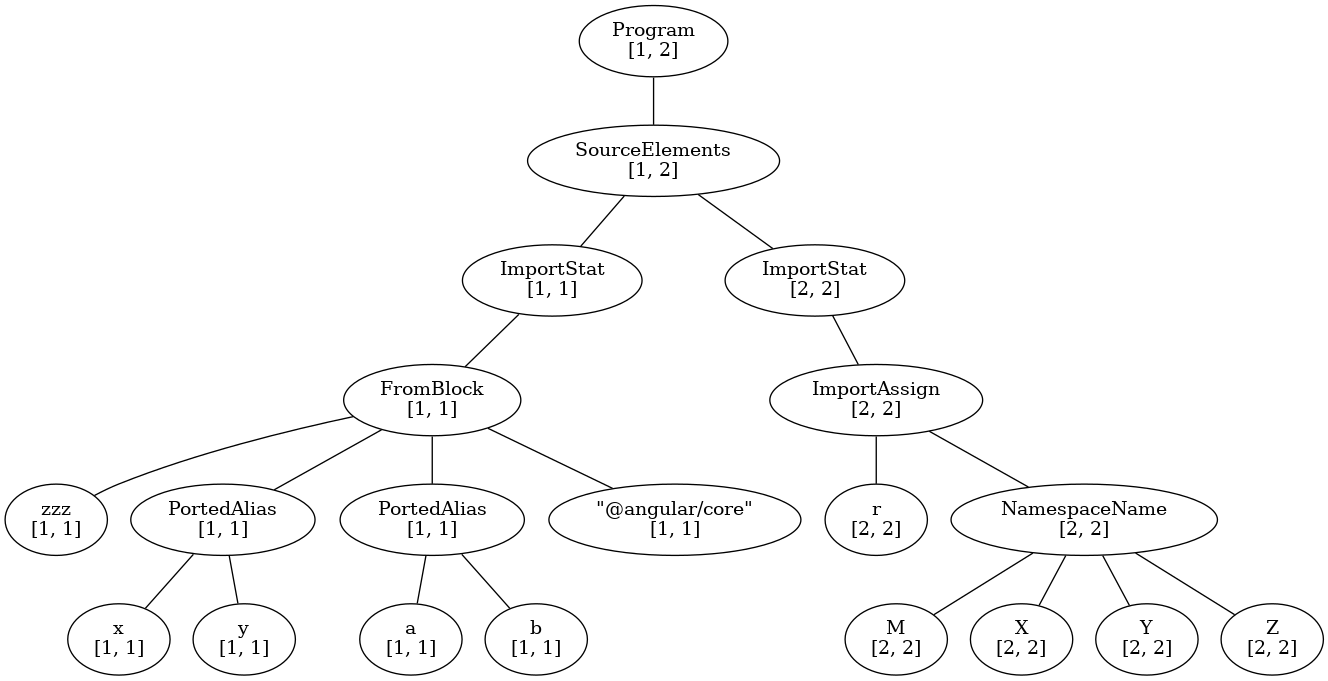 Program
[1, 2]
SourceElements
[1, 2]
ImportStat
[1, 1]
ImportStat
[2, 2]
FromBlock
[1, 1]
ImportAssign
[2, 2]
zzz
[1, 1]
PortedAlias
[1, 1]
PortedAlias
[1, 1]
"@angular/core"
[1, 1]
r
[2, 2]
NamespaceName
[2, 2]
x
[1, 1]
y
[1, 1]
a
[1, 1]
b
[1, 1]
M
[2, 2]
X
[2, 2]
Y
[2, 2]
Z
[2, 2]